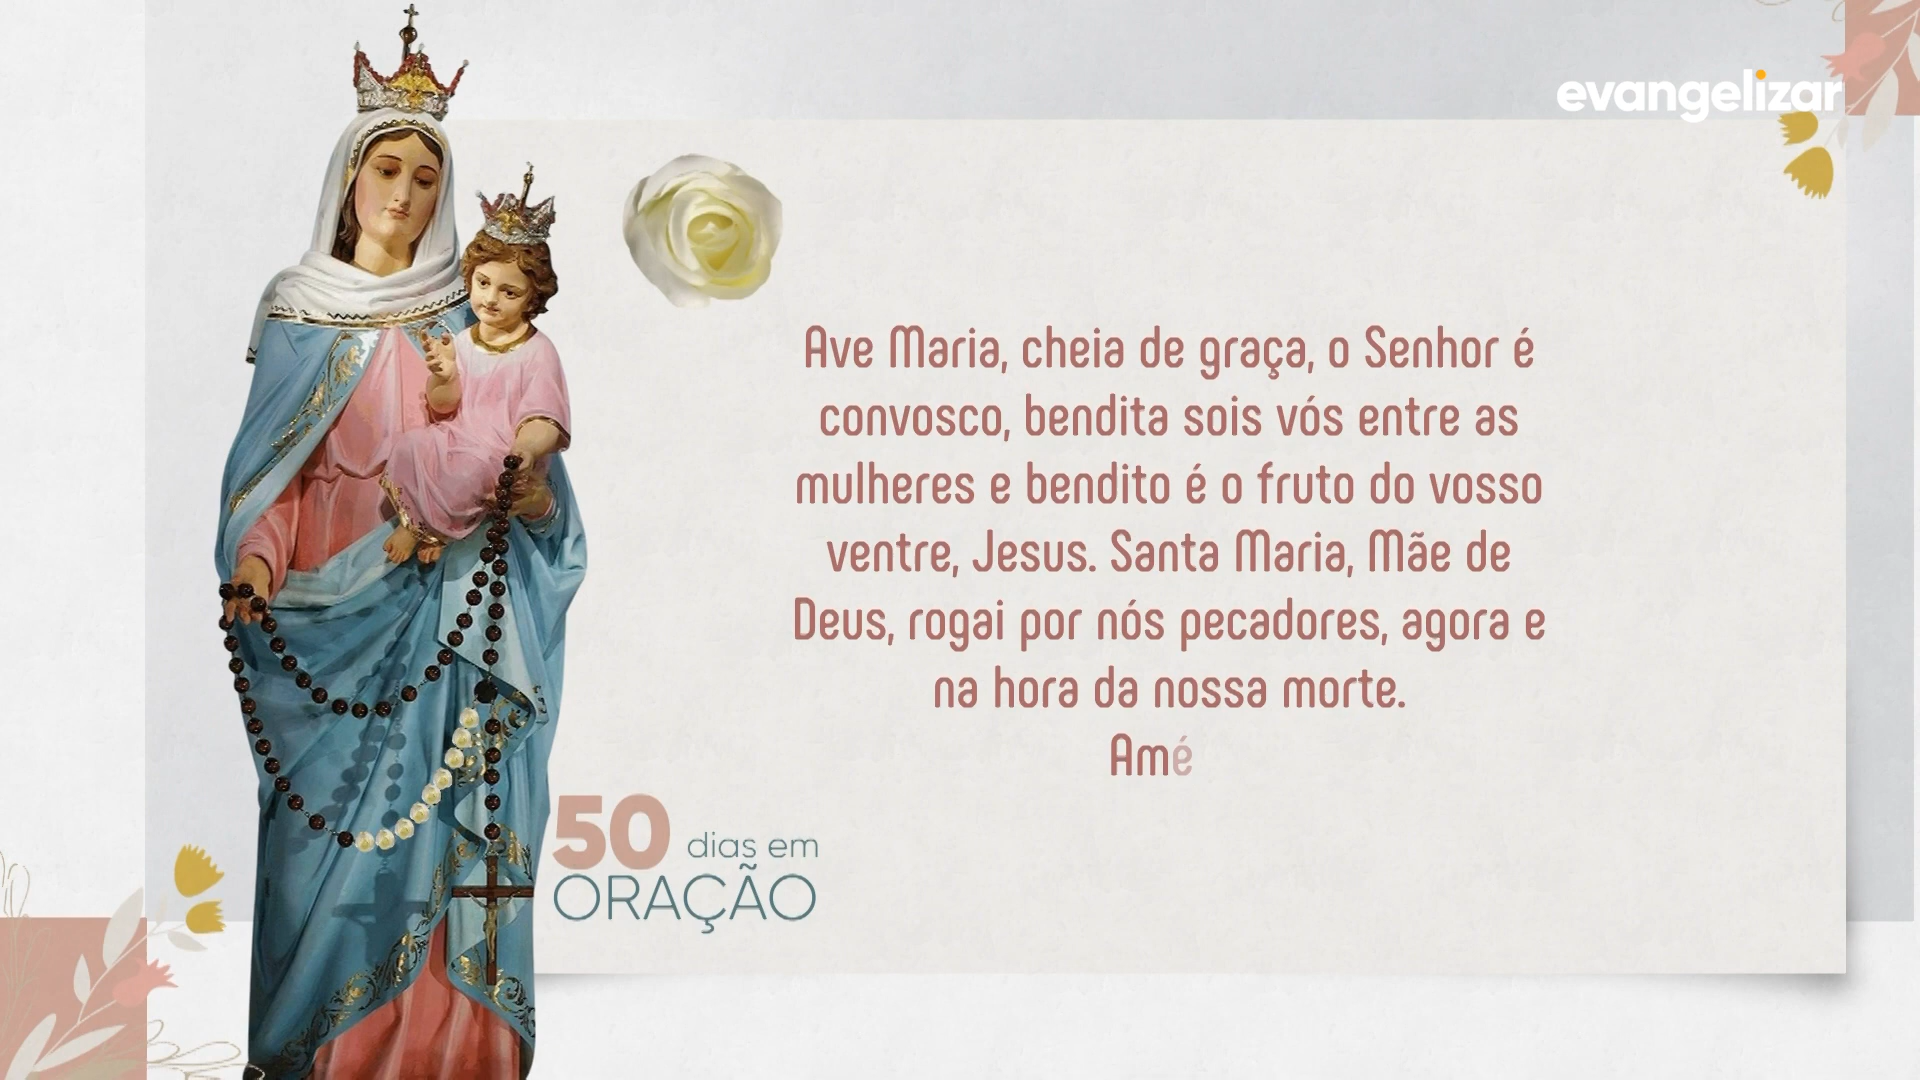 evangelizar
Ave Maria, cheia de graça, o Senhor é
convosco, bendita sois vós entre as
mulheres e bendito é o fruto do vosso
ventre, Jesus. Santa Maria, Mãe de
Deus, rogai por nós pecadores, agora e
na hora da nossa morte.
Amé
50 dias em
ORAÇÃO